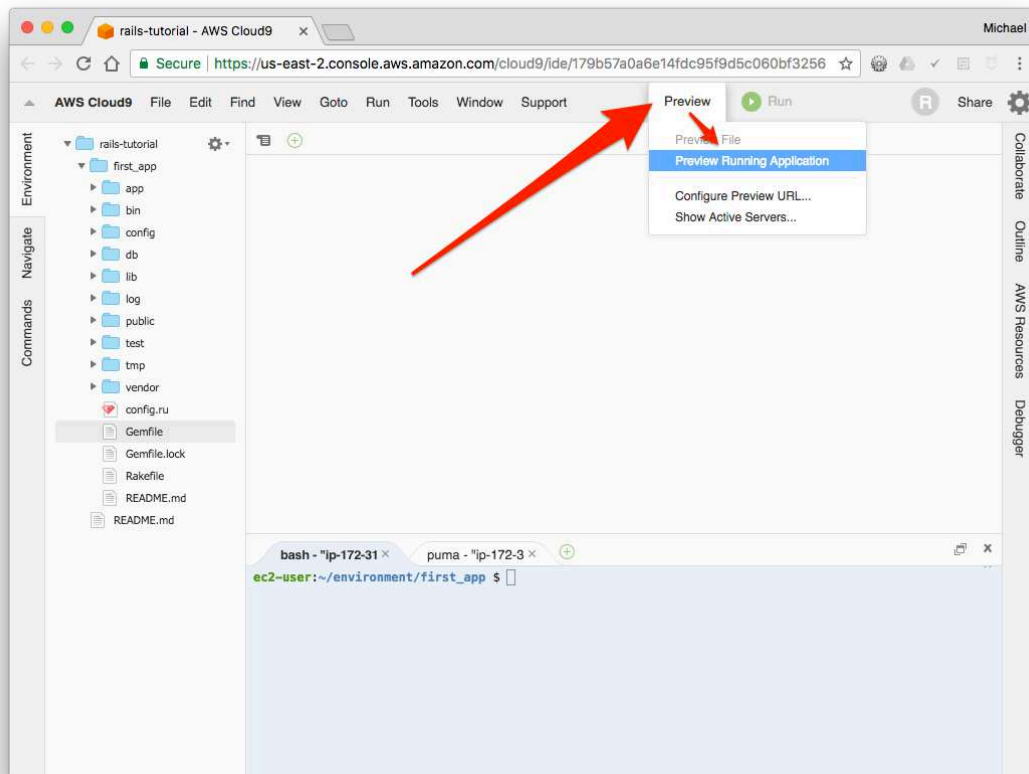 rails-tutorial - AWS Cloud9 ×
Michael
Secure | https://us-east-2.console.aws.amazon.com/cloud9/ide/179b57a0a6e14fdc95f9d5c060bf3256
AWS Cloud9 File Edit Find View Goto Run Tools Window Support Preview Run R Share
Preview File
Preview Running Application
Configure Preview URL...
Show Active Servers...
Environment
Navigate
Commands
rails-tutorial
first_app
app
bin
config
db
lib
log
public
test
tmp
vendor
config.ru
Gemfile
Gemfile.lock
Rakefile
README.md
README.md
Collaborate
Outline
AWS Resources
Debugger
bash - "ip-172-31 × puma - "ip-172-3 ×
ec2-user:~/environment/first_app $